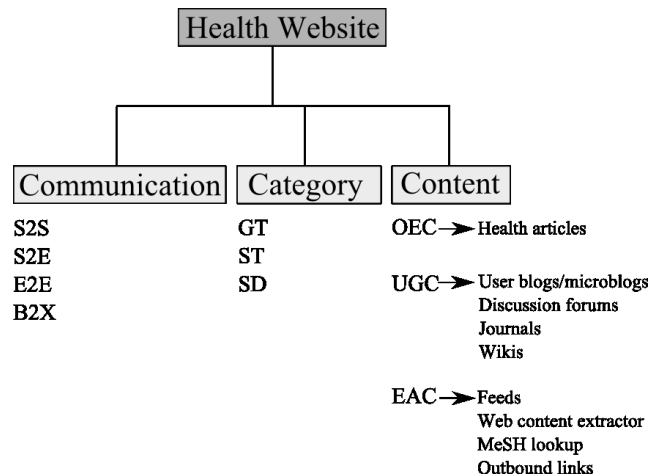 Health Website
Communication
S2S
S2E
E2E
B2X
Category
GT
ST
SD
Content
OEC Health articles
UGC User blogs/microblogs
Discussion forums
Journals
Wikis
EAC Feeds
Web content extractor
MeSH lookup
Outbound links